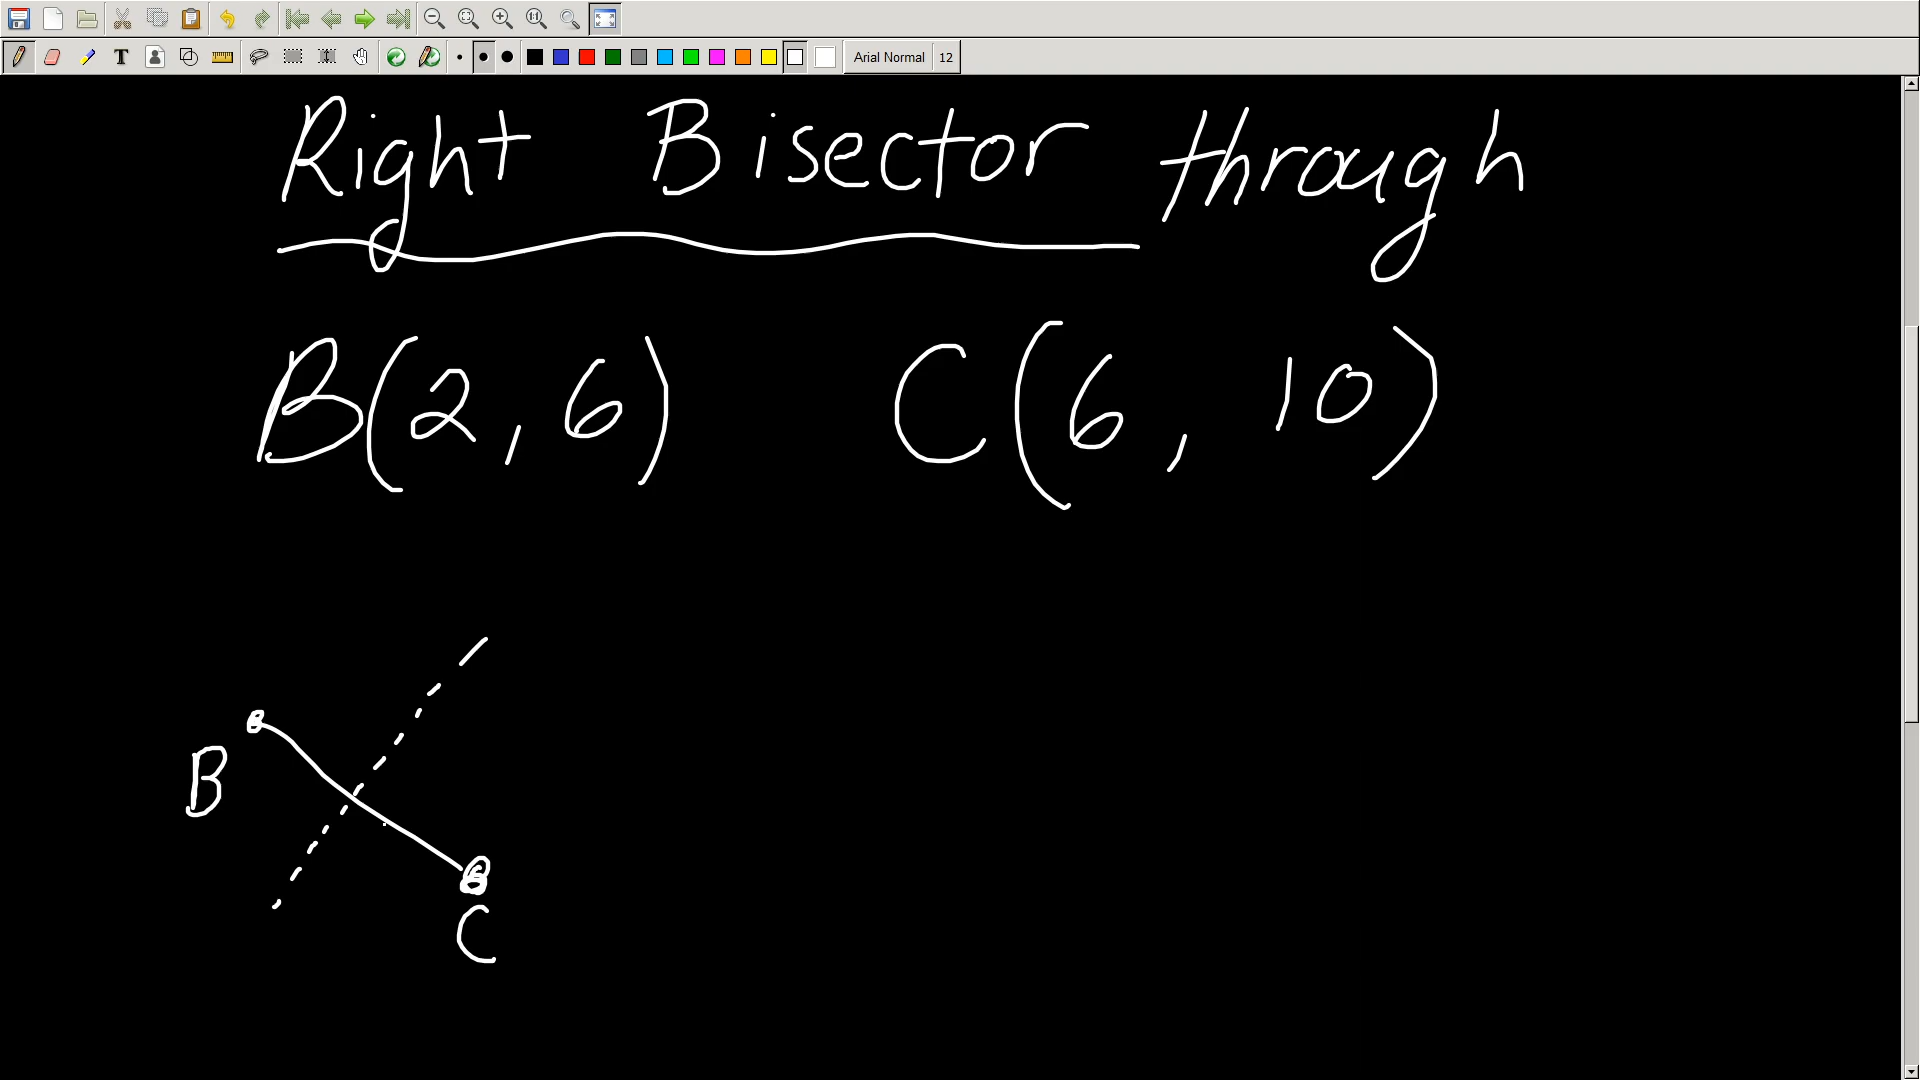 T Arial Normal 12
Right Bisector through
B(2,6) C(6, 10)
B
C